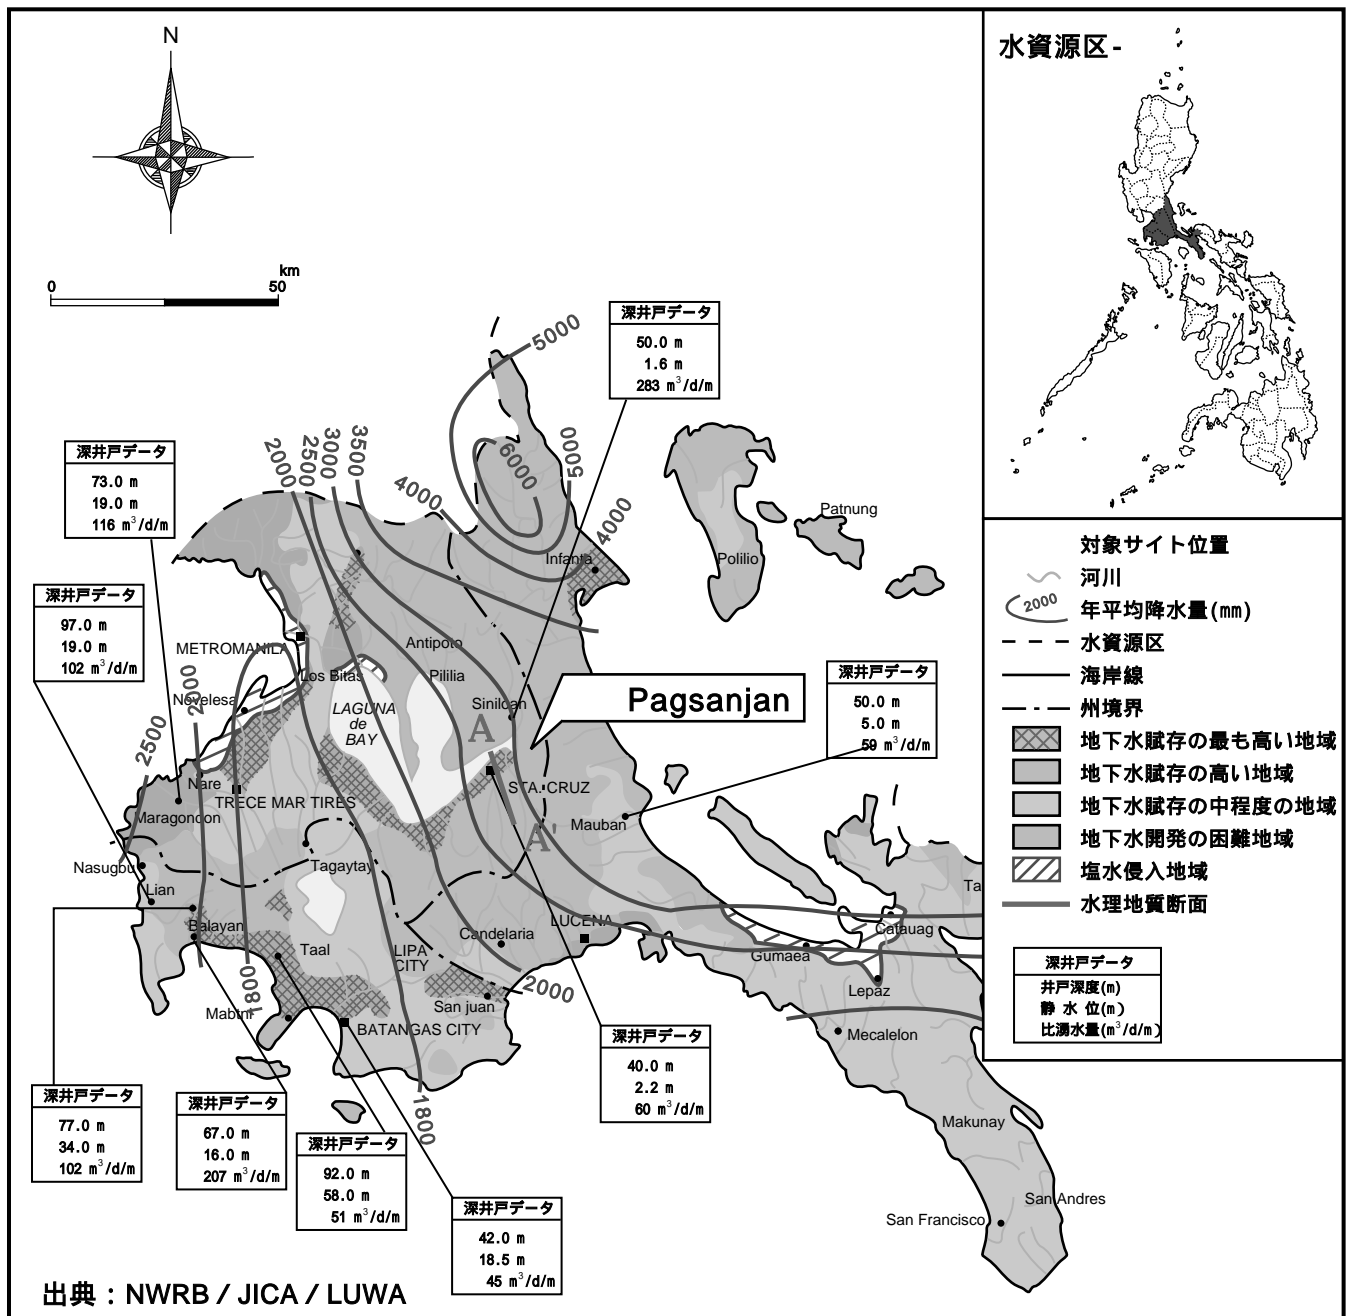 N
水資源区-
km
0 50
深井戸データ
50.0 m
1.6 m
283 m³/d/m
5000
2000
2500
3000
3500
4000
6000
5000
4000
深井戸データ
73.0 m
19.0 m
116 m³/d/m
Patnung
Infanta
Polilio
対象サイト位置
河川
2000
年平均降水量(mm)
水資源区
海岸線
州境界
地下水賦存の最も高い地域
地下水賦存の高い地域
地下水賦存の中程度の地域
地下水開発の困難地域
塩水侵入地域
水理地質断面
深井戸データ
井戸深度(m)
静 水 位(m)
比湧水量(m³/d/m)
深井戸データ
97.0 m
19.0 m
102 m³/d/m
METROMANILA
Antipoto
Los Bitas
Pililia
Novelesa
2000
LAGUNA
de
BAY
Siniloan
Pagsanjan
深井戸データ
50.0 m
5.0 m
59 m³/d/m
2500
A
Nare
TRECE MAR TIRES
STA. CRUZ
Maragondon
Mauban
A'
Nasugbu
Tagaytay
Lian
Ta
Balayan
LUCENA
Candelaria
Catauag
Taal
LIPA
CITY
Gumaea
Lepaz
1800
2000
San juan
BATANGAS CITY
Mecalelon
1800
深井戸データ
40.0 m
2.2 m
60 m³/d/m
深井戸データ
77.0 m
34.0 m
102 m³/d/m
深井戸データ
67.0 m
16.0 m
207 m³/d/m
深井戸データ
92.0 m
58.0 m
51 m³/d/m
Makunay
深井戸データ
42.0 m
18.5 m
45 m³/d/m
San Andres
San Francisco
出典：NWRB / JICA / LUWA